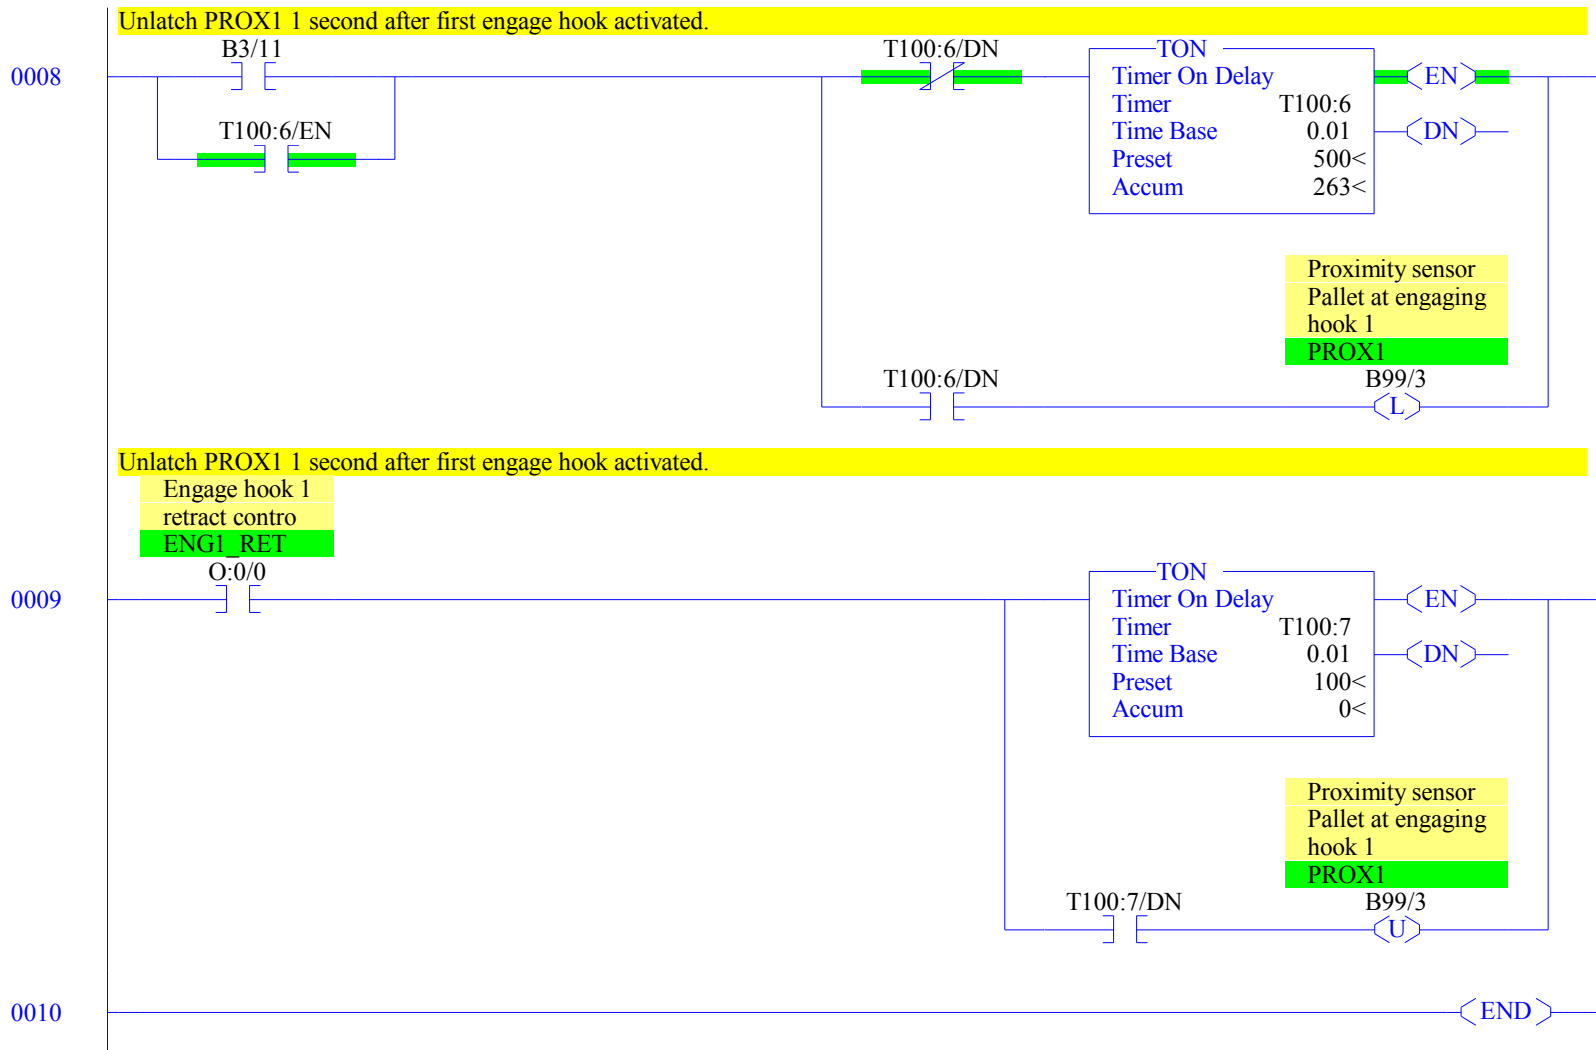 Unlatch PROX1 1 second after first engage hook activated.
B3/11
T100:6/DN
TON
0008
Timer On Delay
EN
Timer T100:6
T100:6/EN
Time Base 0.01
DN
Preset 500<
Accum 263<
Proximity sensor
Pallet at engaging
hook 1
PROX1
T100:6/DN
B99/3
L
Unlatch PROX1 1 second after first engage hook activated.
Engage hook 1
retract contro
ENG1_RET
O:0/0
TON
0009
Timer On Delay
EN
Timer T100:7
Time Base 0.01
DN
Preset 100<
Accum 0<
Proximity sensor
Pallet at engaging
hook 1
PROX1
T100:7/DN
B99/3
U
0010
END